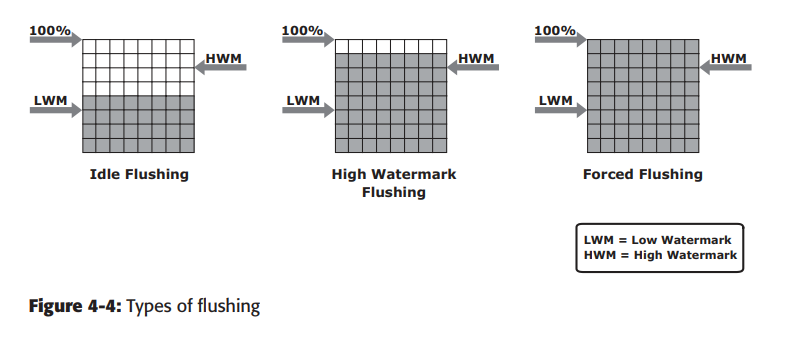 100%
HWM
LWM
Idle Flushing
100%
HWM
LWM
High Watermark
Flushing
100%
HWM
LWM
Forced Flushing
LWM = Low Watermark
HWM = High Watermark
Figure 4-4: Types of flushing